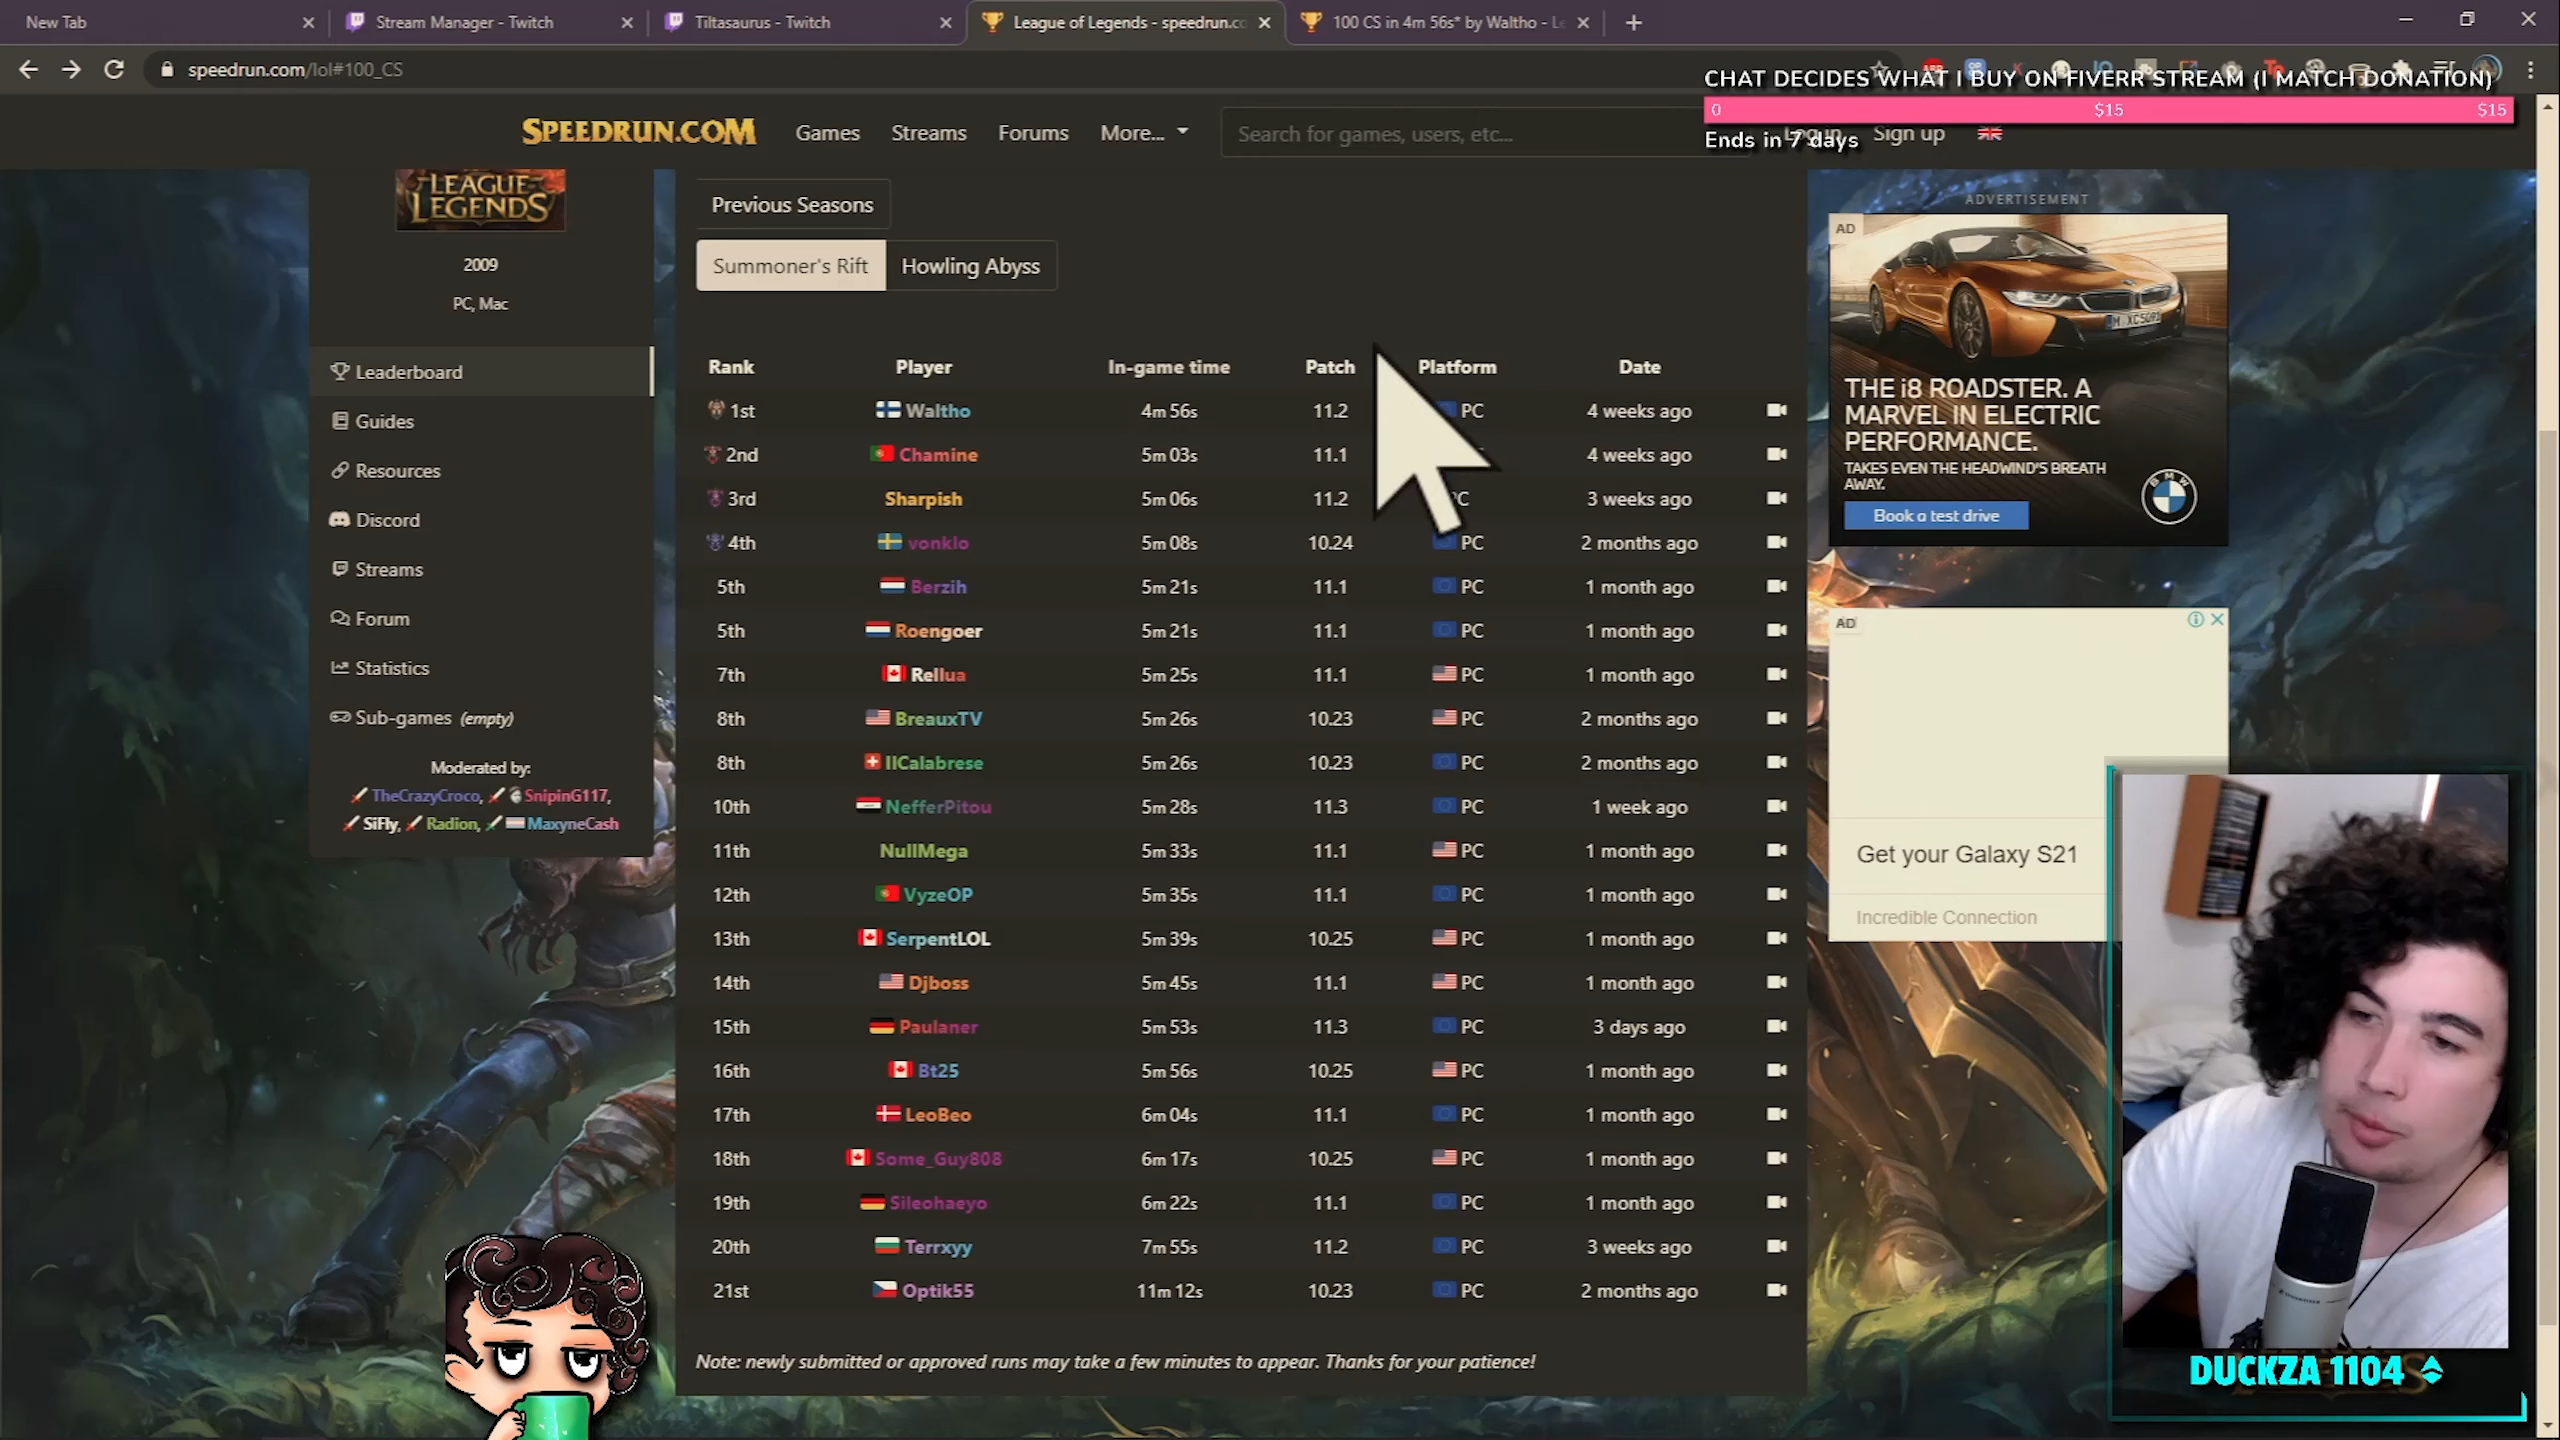 New Tab
Stream Manager - Twitch
Tiltasaurus - Twitch
League of Legends - speedrun.co
100 CS in 4m 56s* by Waltho - Le
speedrun.com/lol#100_CS
CHAT DECIDES WHAT I BUY ON FIVERR STREAM (I MATCH DONATION)
0 $15 $15
Ends in 7 days
SPEEDRUN.COM
Games
Streams
Forums
More...
Search for games, users, etc...
Log in
Sign up
LEAGUE OF LEGENDS
2009
PC, Mac
Leaderboard
Guides
Resources
Discord
Streams
Forum
Statistics
Sub-games (empty)
Moderated by:
TheCrazyCroco, SnipinG117,
SiFly, Radion, MaxyneCash
Previous Seasons
Summoner's Rift
Howling Abyss
Rank Player In-game time Patch Platform Date
1st Waltho 4m 56s 11.2 PC 4 weeks ago
2nd Chamine 5m 03s 11.1 4 weeks ago
3rd Sharpish 5m 06s 11.2 PC 3 weeks ago
4th vonklo 5m 08s 10.24 PC 2 months ago
5th Berzih 5m 21s 11.1 PC 1 month ago
5th Roengoer 5m 21s 11.1 PC 1 month ago
7th Rellua 5m 25s 11.1 PC 1 month ago
8th BreauxTV 5m 26s 10.23 PC 2 months ago
8th IlCalabrese 5m 26s 10.23 PC 2 months ago
10th NefferPitou 5m 28s 11.3 PC 1 week ago
11th NullMega 5m 33s 11.1 PC 1 month ago
12th VyzeOP 5m 35s 11.1 PC 1 month ago
13th SerpentLOL 5m 39s 10.25 PC 1 month ago
14th Djboss 5m 45s 11.1 PC 1 month ago
15th Paulaner 5m 53s 11.3 PC 3 days ago
16th Bt25 5m 56s 10.25 PC 1 month ago
17th LeoBeo 6m 04s 11.1 PC 1 month ago
18th Some_Guy808 6m 17s 10.25 PC 1 month ago
19th Sileohaeyo 6m 22s 11.1 PC 1 month ago
20th Terrxyy 7m 55s 11.2 PC 3 weeks ago
21st Optik55 11m 12s 10.23 PC 2 months ago
Note: newly submitted or approved runs may take a few minutes to appear. Thanks for your patience!
ADVERTISEMENT
AD
THE i8 ROADSTER. A
MARVEL IN ELECTRIC
PERFORMANCE.
TAKES EVEN THE HEADWIND'S BREATH
AWAY.
Book a test drive
BMW
AD
Get your Galaxy S21
Incredible Connection
DUCKZA 1104